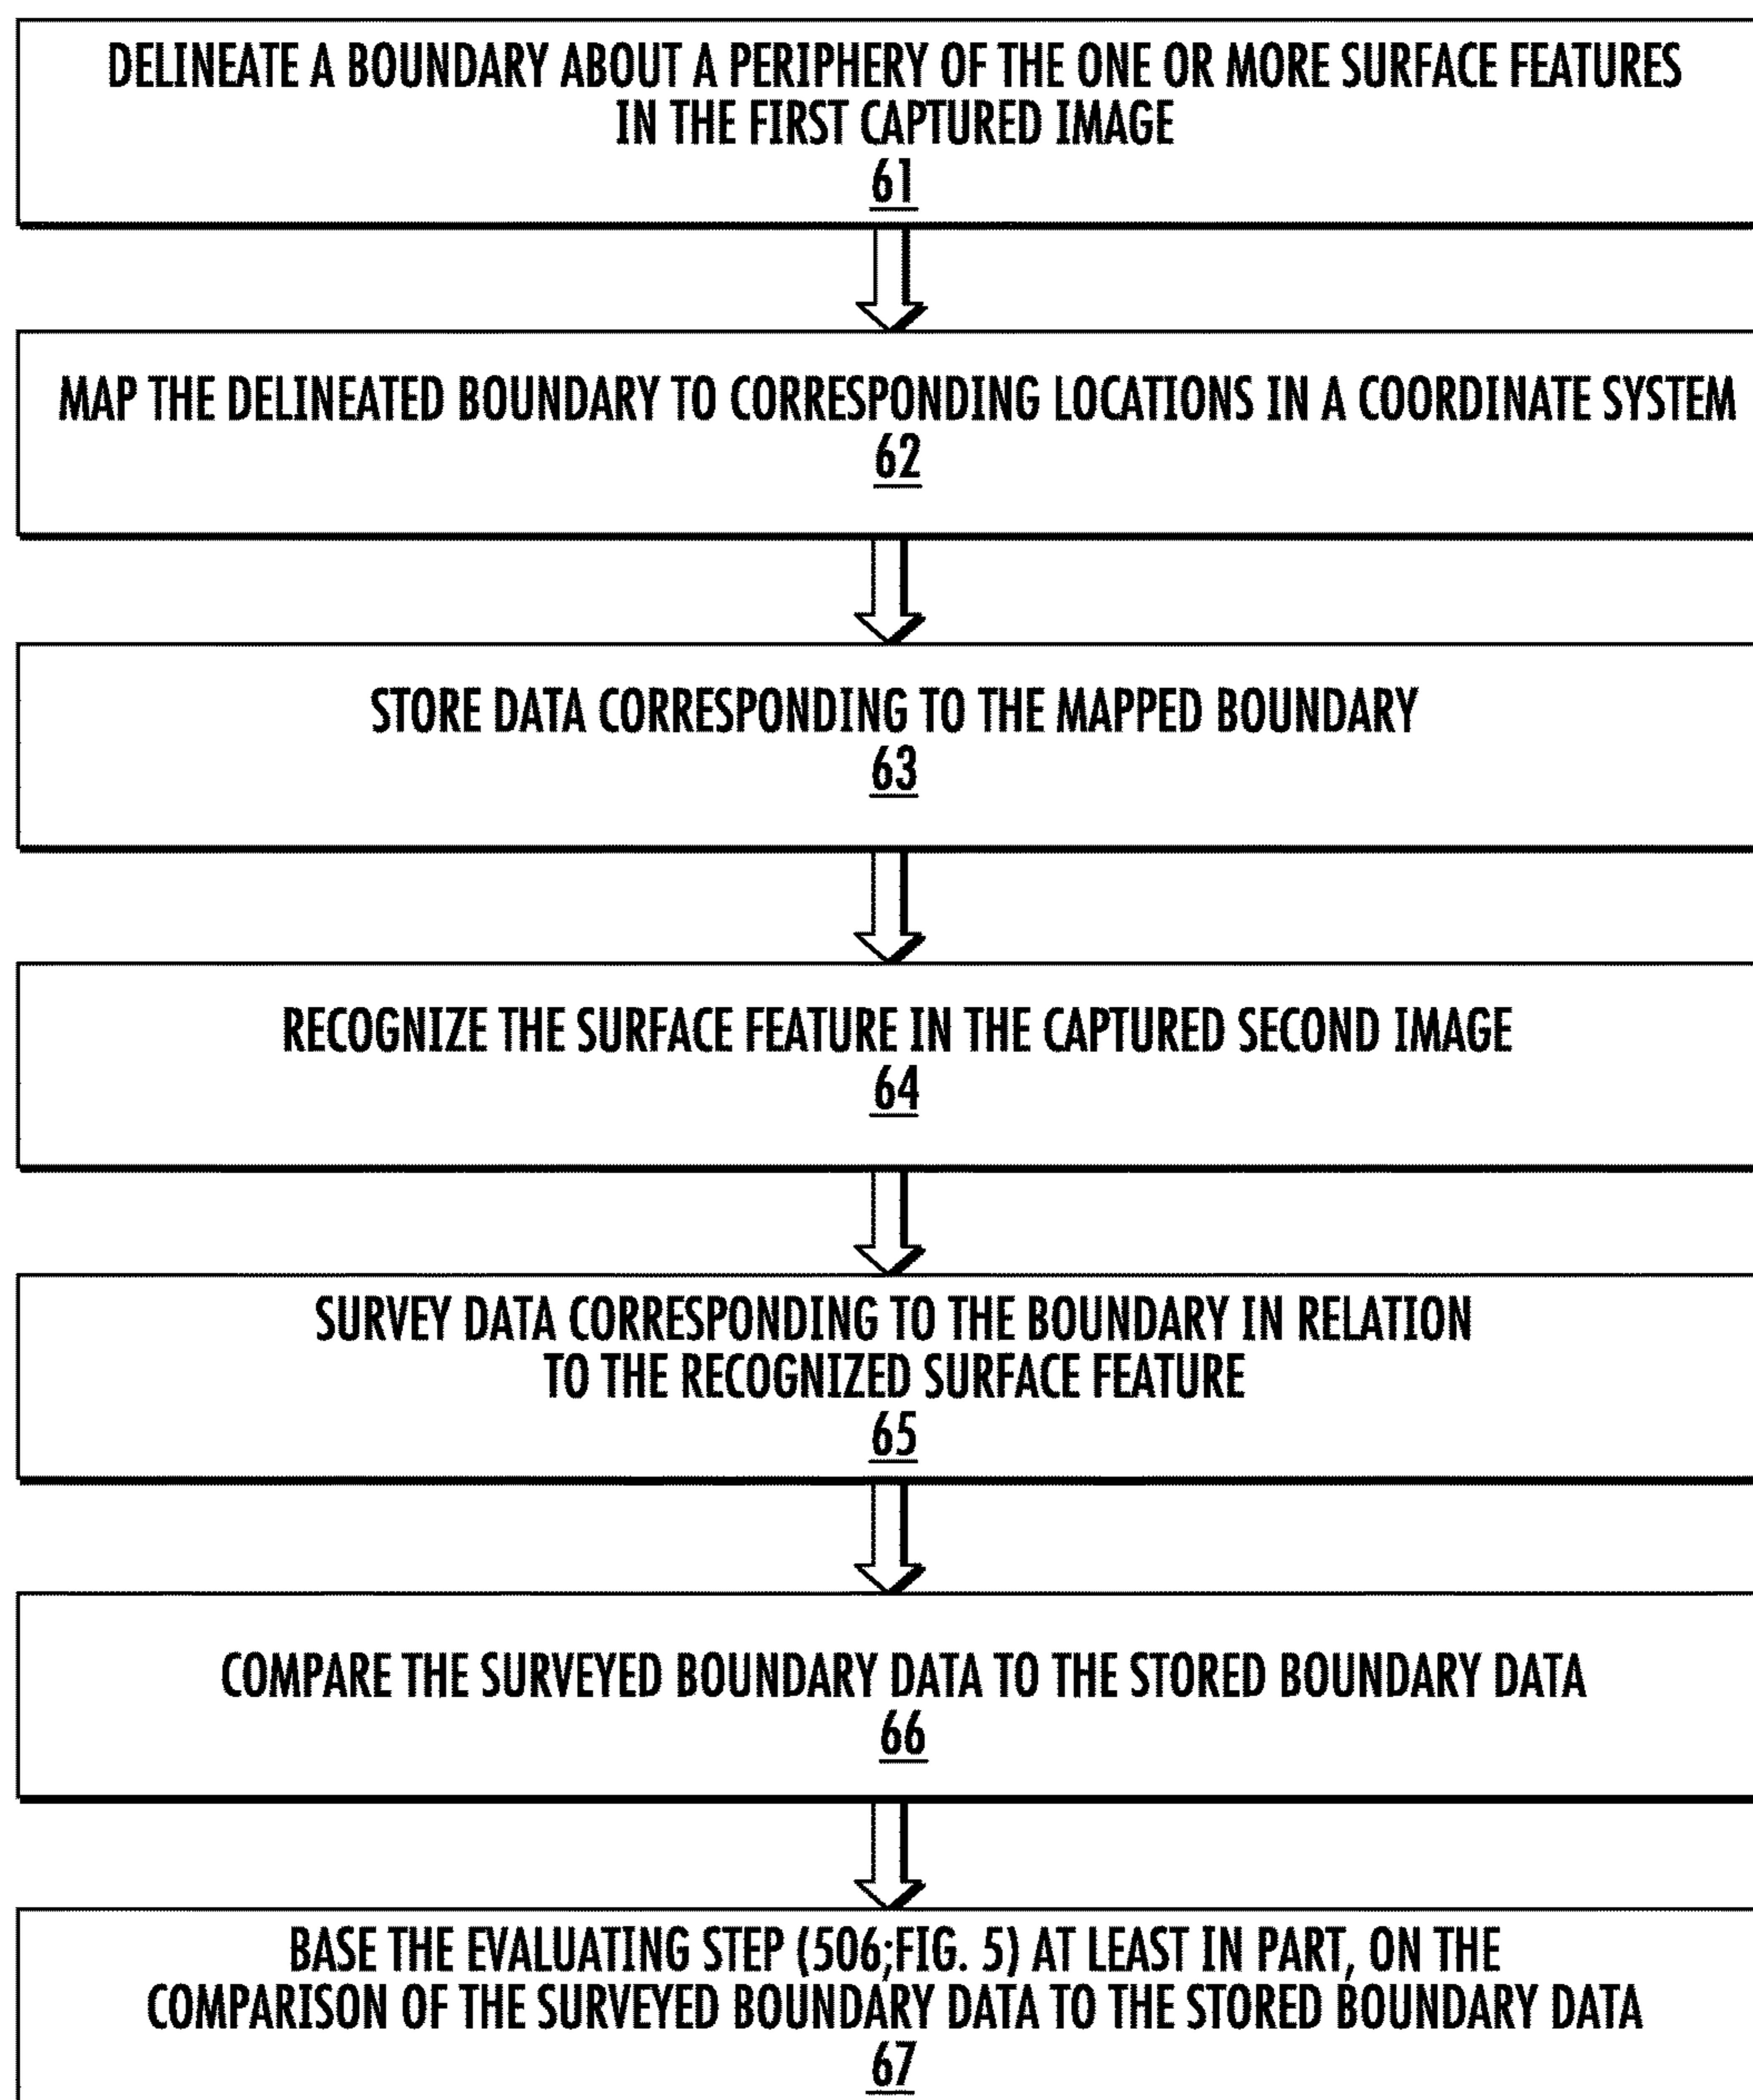 DELINEATE A BOUNDARY ABOUT A PERIPHERY OF THE ONE OR MORE SURFACE FEATURES
IN THE FIRST CAPTURED IMAGE
61
MAP THE DELINEATED BOUNDARY TO CORRESPONDING LOCATIONS IN A COORDINATE SYSTEM
62
STORE DATA CORRESPONDING TO THE MAPPED BOUNDARY
63
RECOGNIZE THE SURFACE FEATURE IN THE CAPTURED SECOND IMAGE
64
SURVEY DATA CORRESPONDING TO THE BOUNDARY IN RELATION
TO THE RECOGNIZED SURFACE FEATURE
65
COMPARE THE SURVEYED BOUNDARY DATA TO THE STORED BOUNDARY DATA
66
BASE THE EVALUATING STEP (506;FIG. 5) AT LEAST IN PART, ON THE
COMPARISON OF THE SURVEYED BOUNDARY DATA TO THE STORED BOUNDARY DATA
67